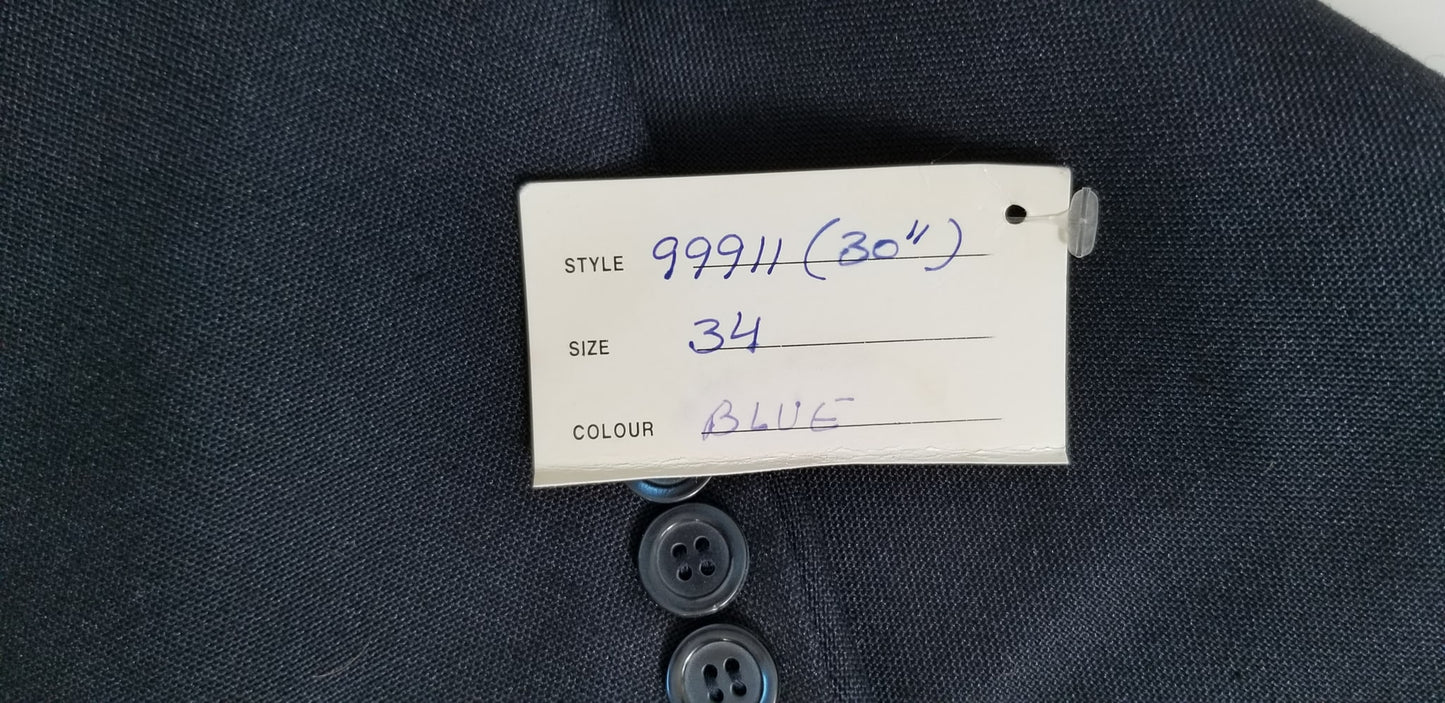 STYLE 99911 (30")
SIZE 34
COLOUR BLUE